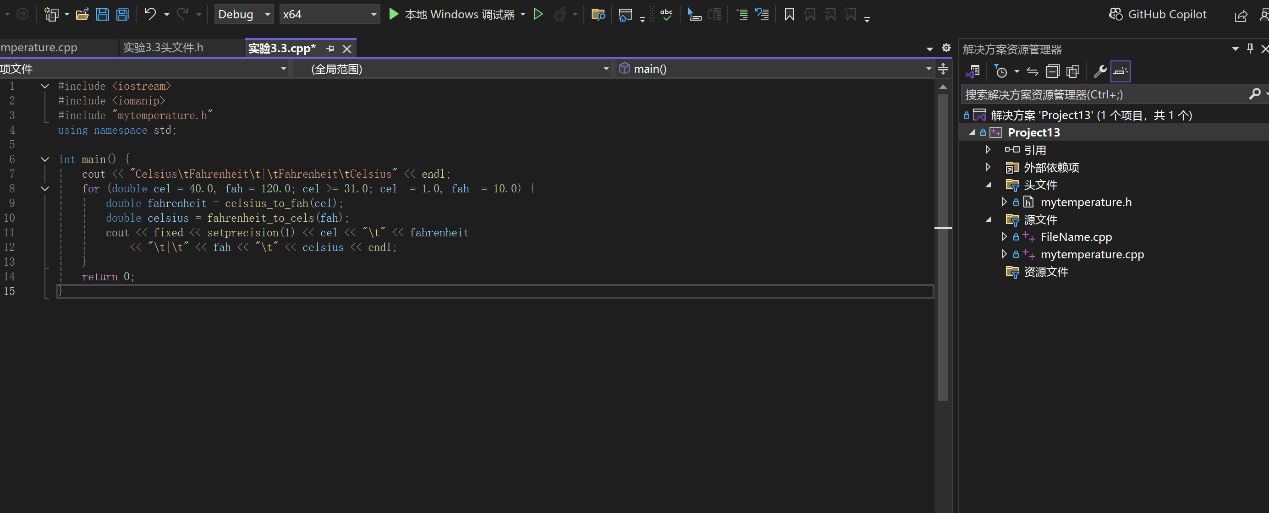 Debug
x64
本地 Windows 调试器
GitHub Copilot
mperature.cpp
实验3.3头文件.h
实验3.3.cpp*
项文件
(全局范围)
main()
1 #include <iostream>
2 #include <iomanip>
3 #include "mytemperature.h"
4 using namespace std;
5
6 int main() {
7 cout << "Celsius\tFahrenheit\t|\tFahrenheit\tCelsius" << endl;
8 for (double cel = 40.0, fah = 120.0; cel >= 31.0; cel  = 1.0, fah  = 10.0) {
9 double fahrenheit = celsius_to_fah(cel);
10 double celsius = fahrenheit_to_cels(fah);
11 cout << fixed << setprecision(1) << cel << "\t" << fahrenheit
12 << "\t|\t" << fah << "\t" << celsius << endl;
13 }
14 return 0;
15 }
解决方案资源管理器
搜索解决方案资源管理器(Ctrl+;)
解决方案 'Project13' (1 个项目，共 1 个)
Project13
引用
外部依赖项
头文件
mytemperature.h
源文件
FileName.cpp
mytemperature.cpp
资源文件